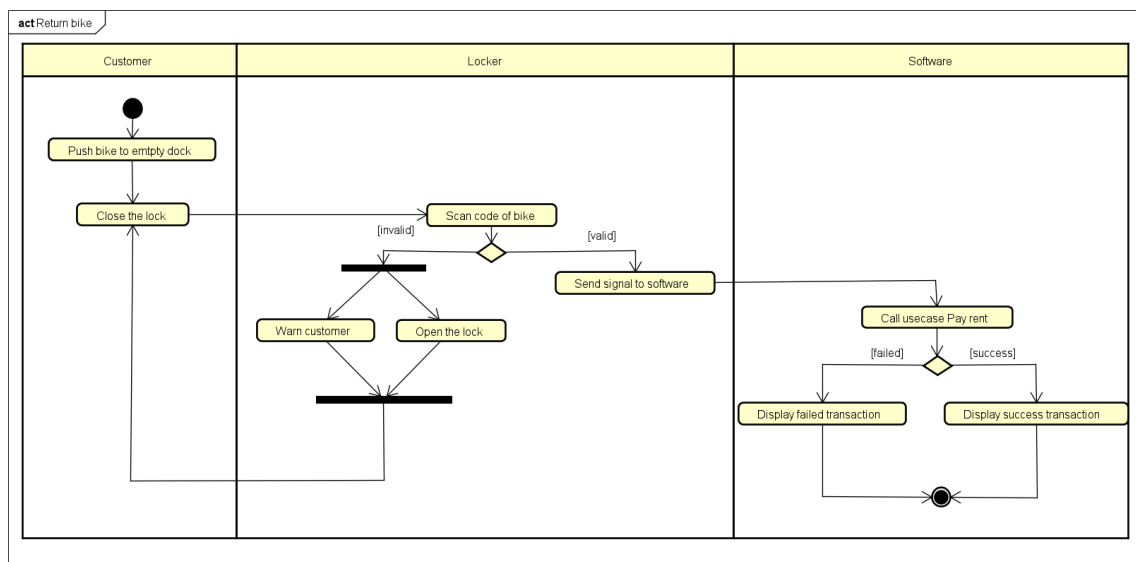 act Return bike
Customer
Locker
Software
Push bike to emtpty dock
Close the lock
Scan code of bike
[invalid]
[valid]
Send signal to software
Warn customer
Open the lock
Call usecase Pay rent
[failed]
[success]
Display failed transaction
Display success transaction